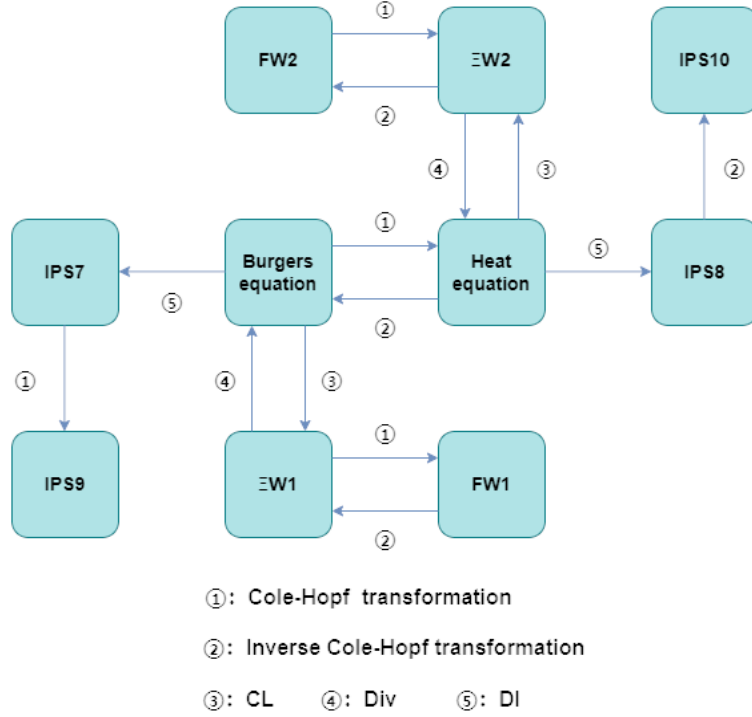 ①
FW2
ΞW2
IPS10
②
④
③
②
①
IPS7
Burgers
equation
Heat
equation
⑤
IPS8
⑤
②
①
④
③
①
IPS9
ΞW1
FW1
②
①: Cole-Hopf transformation
②: Inverse Cole-Hopf transformation
③: CL ④: Div ⑤: DI